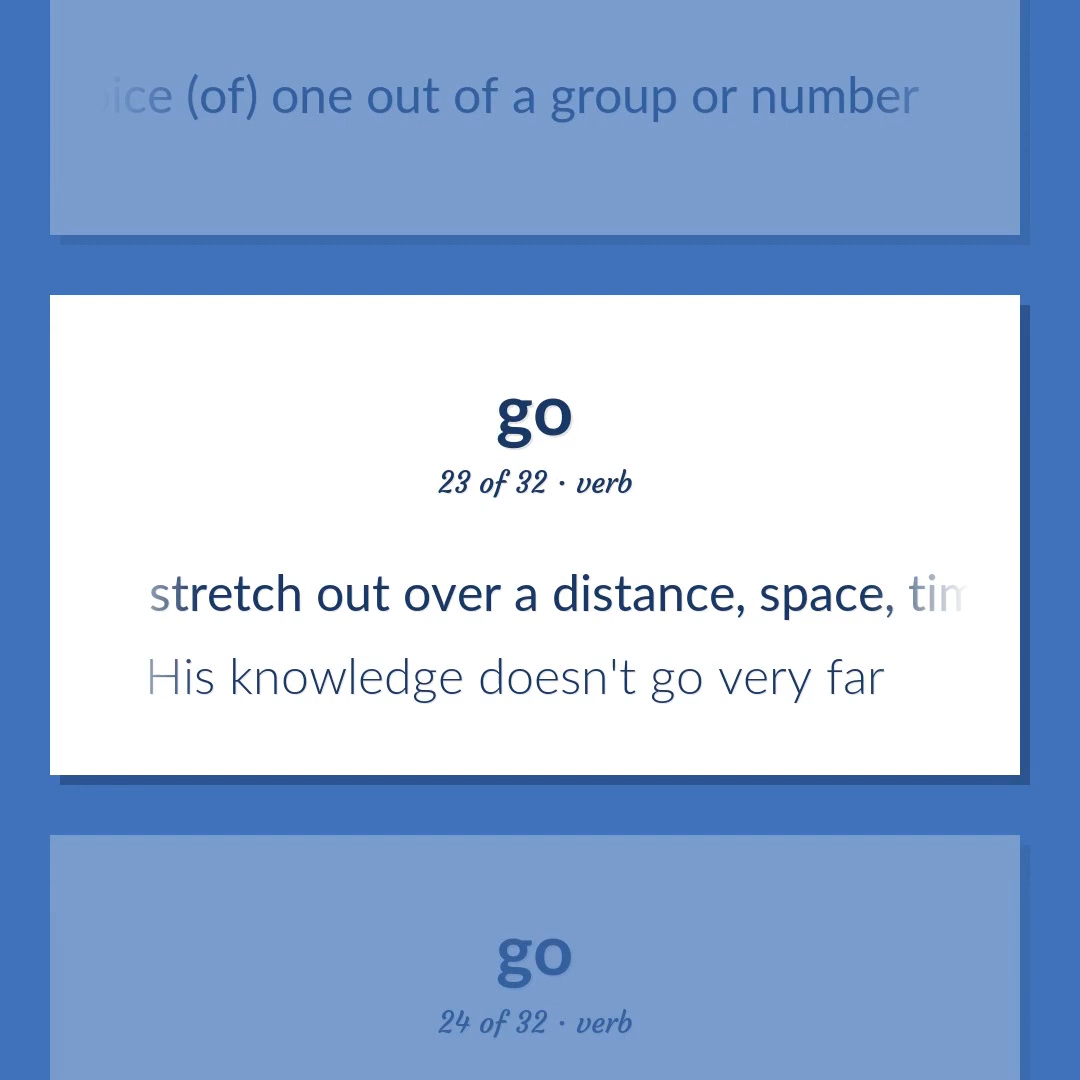 (of) one out of a group or number
go
23 of 32 · verb
stretch out over a distance, space,
His knowledge doesn't go very far
go
24 of 32 · verb